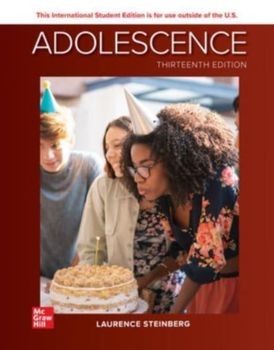 This International Student Edition is for use outside of the U.S.
ADOLESCENCE
THIRTEENTH EDITION
Mc
Graw
Hill
LAURENCE STEINBERG